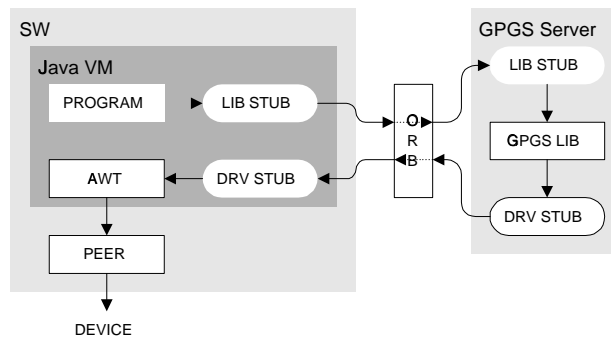 SW
GPGS Server
Java VM
LIB STUB
PROGRAM
LIB STUB
O
R
B
GPGS LIB
AWT
DRV STUB
DRV STUB
PEER
DEVICE